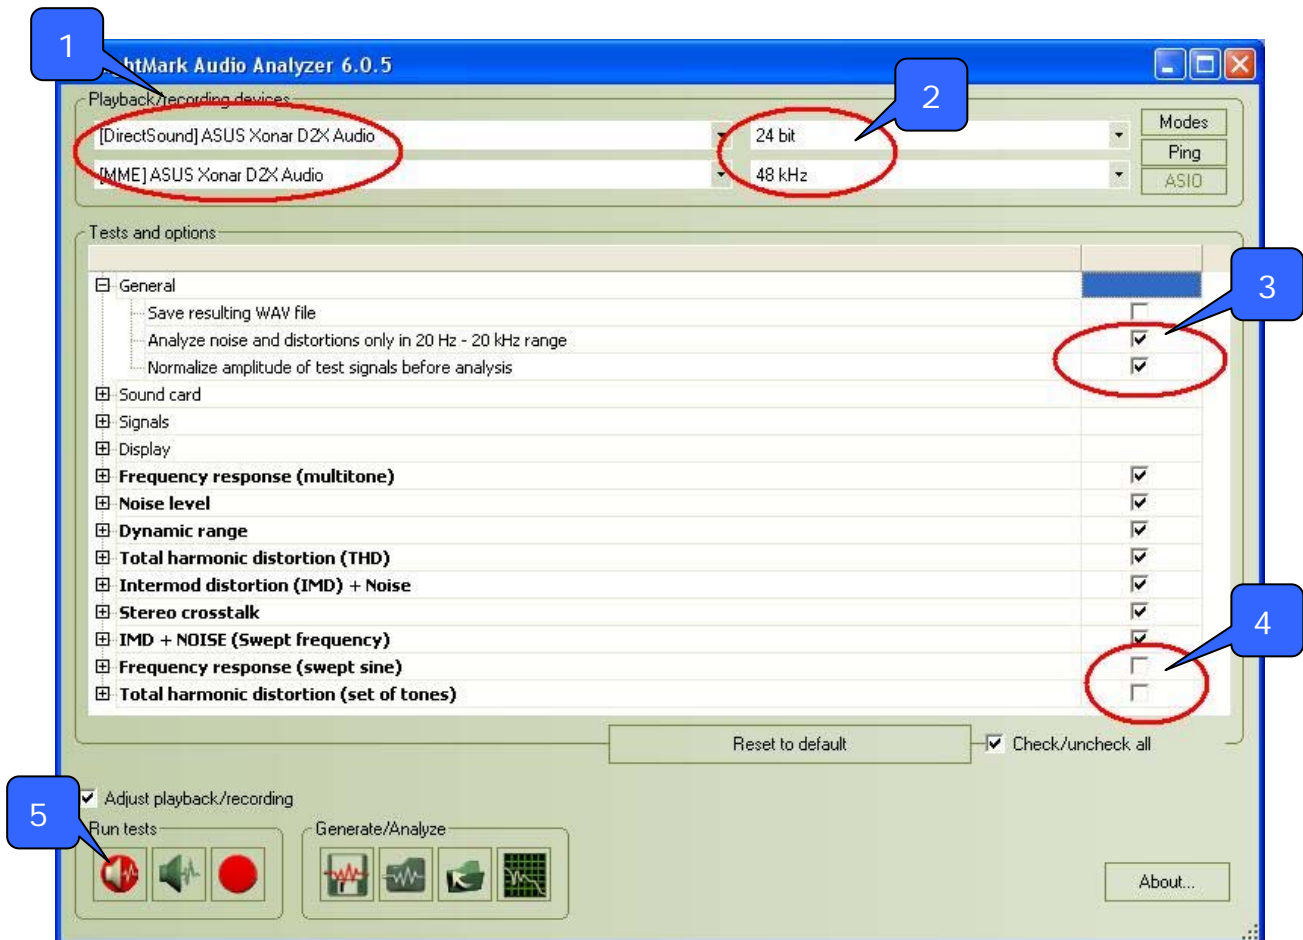 1
htMark Audio Analyzer 6.0.5
Playback/recording devices
2
[DirectSound] ASUS Xonar D2X Audio
24 bit
Modes
Ping
[MME] ASUS Xonar D2X Audio
48 kHz
ASIO
Tests and options
General
3
Save resulting WAV file
Analyze noise and distortions only in 20 Hz - 20 kHz range
Normalize amplitude of test signals before analysis
Sound card
Signals
Display
Frequency response (multitone)
Noise level
Dynamic range
Total harmonic distortion (THD)
Intermod distortion (IMD) + Noise
Stereo crosstalk
4
IMD + NOISE (Swept frequency)
Frequency response (swept sine)
Total harmonic distortion (set of tones)
Reset to default
Check/uncheck all
Adjust playback/recording
5
Run tests
Generate/Analyze
About...